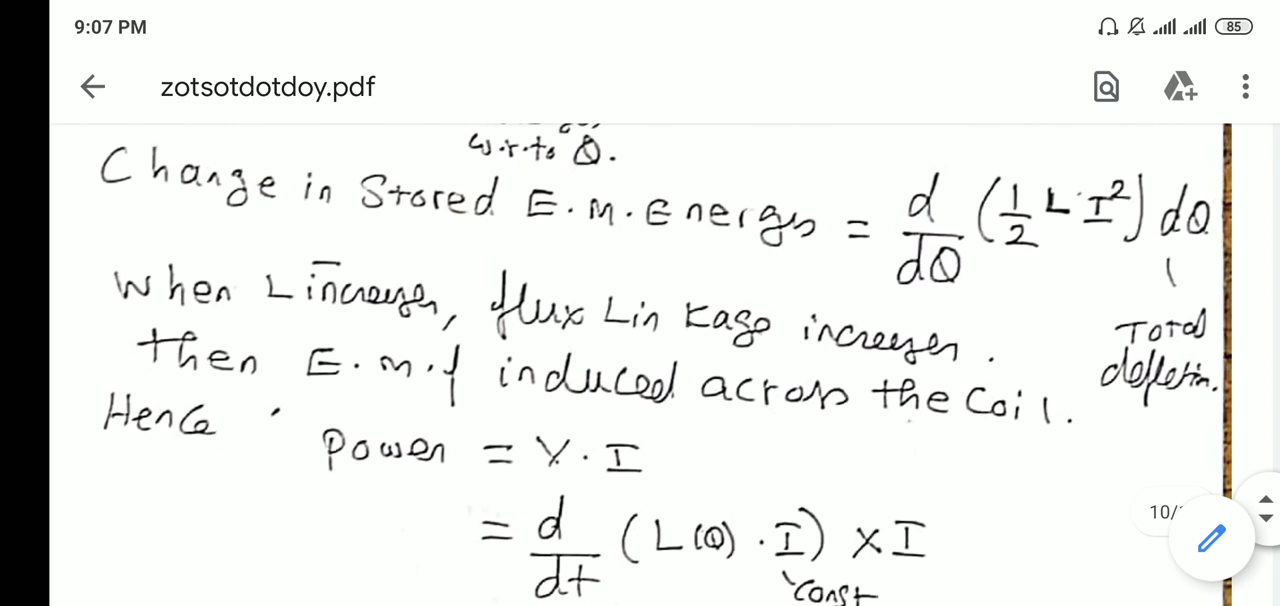 9:07 PM
85
zotsotdotdoy.pdf
w.r.to θ.
Change in Stored E.M.Energy = d/dθ (1/2 L I²) dθ
When L increases, flux Linkage increases.
Total
deflection.
then E.m.f induced across the coil.
Hence
Power = V . I
= d/dt (L(θ) . I) × I
const
10/